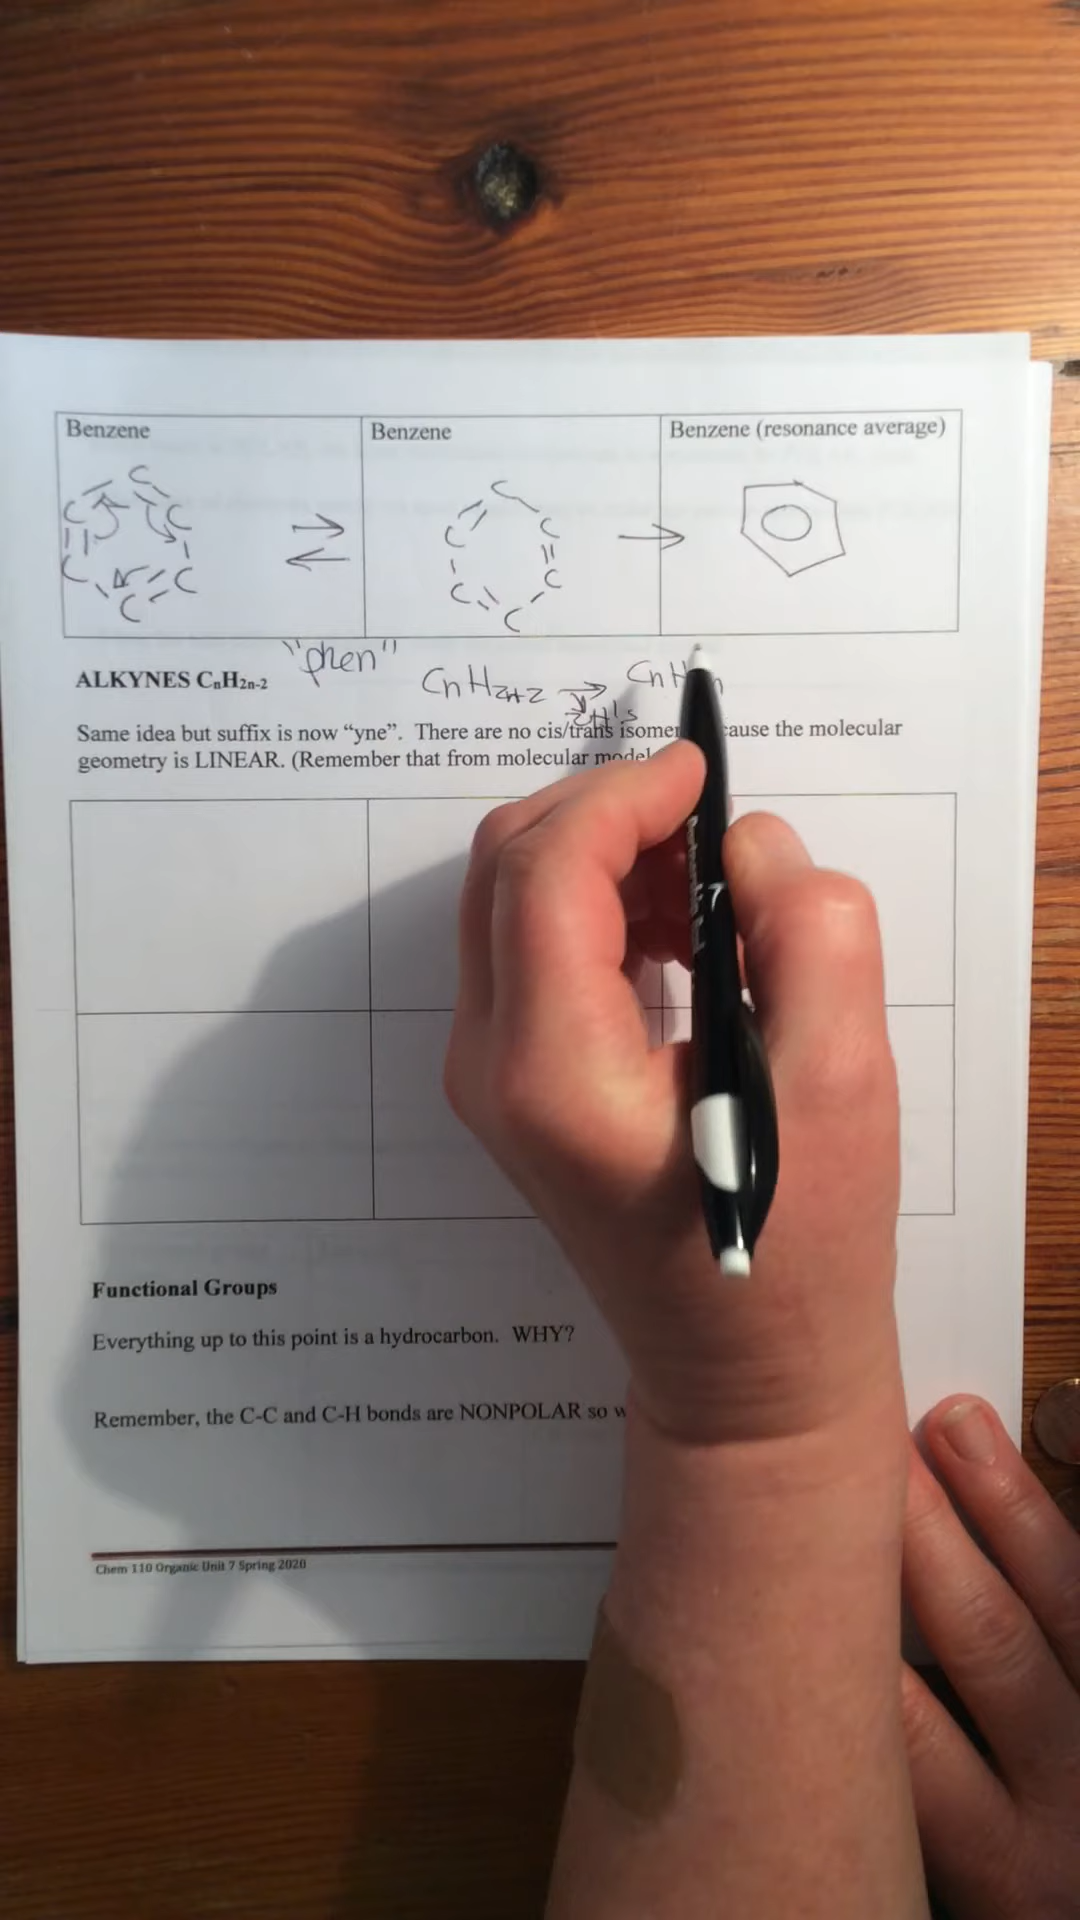 Benzene
Benzene
Benzene (resonance average)
C
C C
C C
C
C
C C
C C
C
"phen"
CnH2n+2 → CnH n
2H's
ALKYNES CnH2n-2
Same idea but suffix is now “yne”. There are no cis/trans isomer cause the molecular
geometry is LINEAR. (Remember that from molecular model
Functional Groups
Everything up to this point is a hydrocarbon. WHY?
Remember, the C-C and C-H bonds are NONPOLAR so w
Chem 110 Organic Unit 7 Spring 2020